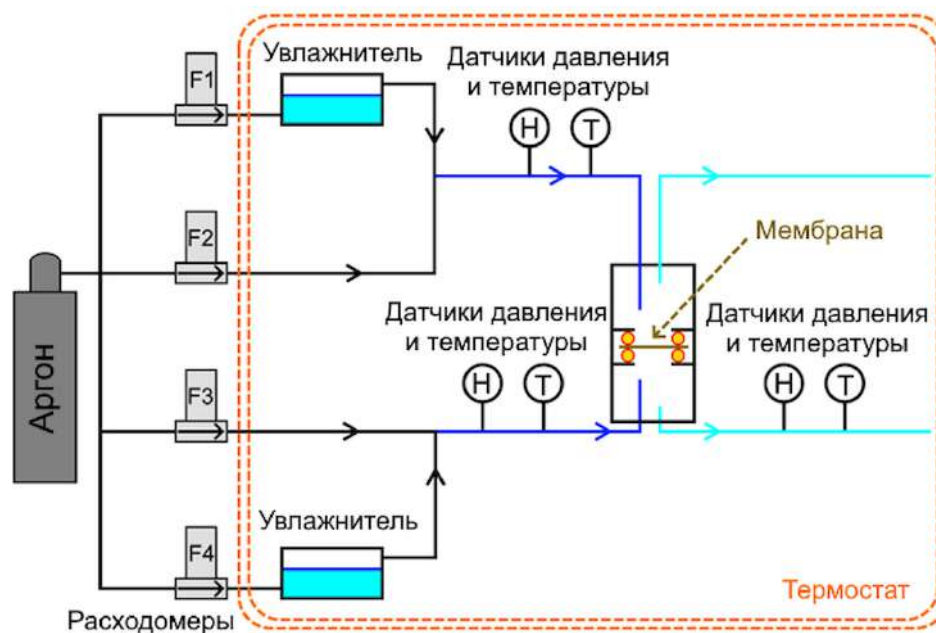 Увлажнитель
Датчики давления
и температуры
F1
Н
Т
F2
Мембрана
Аргон
Датчики давления
и температуры
Датчики давления
и температуры
F3
Н
Т
Н
Т
Увлажнитель
F4
Термостат
Расходомеры